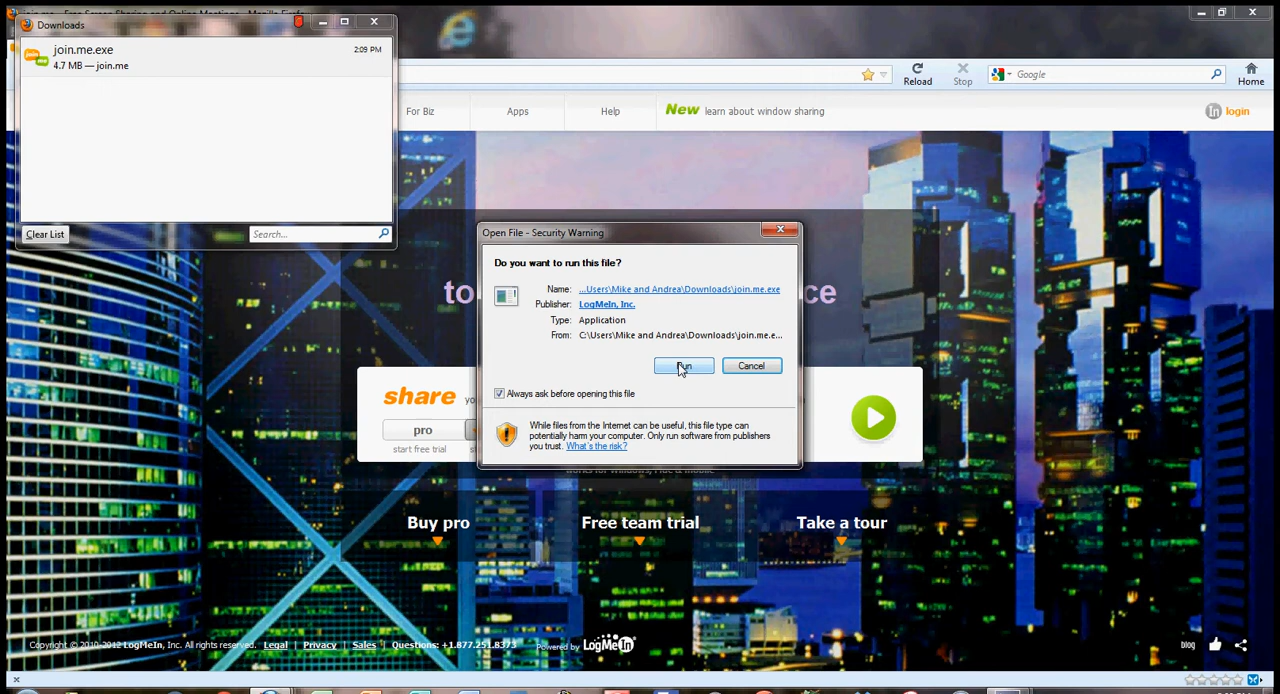 Downloads
join.me.exe
2:09 PM
4.7 MB — join.me
Clear List
Search...
Reload
Stop
Google
Home
For Biz
Apps
Help
New learn about window sharing
in login
Open File - Security Warning
Do you want to run this file?
Name: ...Users\Mike and Andrea\Downloads\join.me.exe
Publisher: LogMeIn, Inc.
Type: Application
From: C:\Users\Mike and Andrea\Downloads\join.me.e...
Run
Cancel
Always ask before opening this file
While files from the Internet can be useful, this file type can
potentially harm your computer. Only run software from publishers
you trust. What's the risk?
to
ce
share
pro
start free trial
Buy pro
Free team trial
Take a tour
Copyright © 2010-2012 LogMeIn, Inc. All rights reserved. Legal | Privacy | Sales | Questions: +1.877.251.8373
Powered by LogMeIn
blog